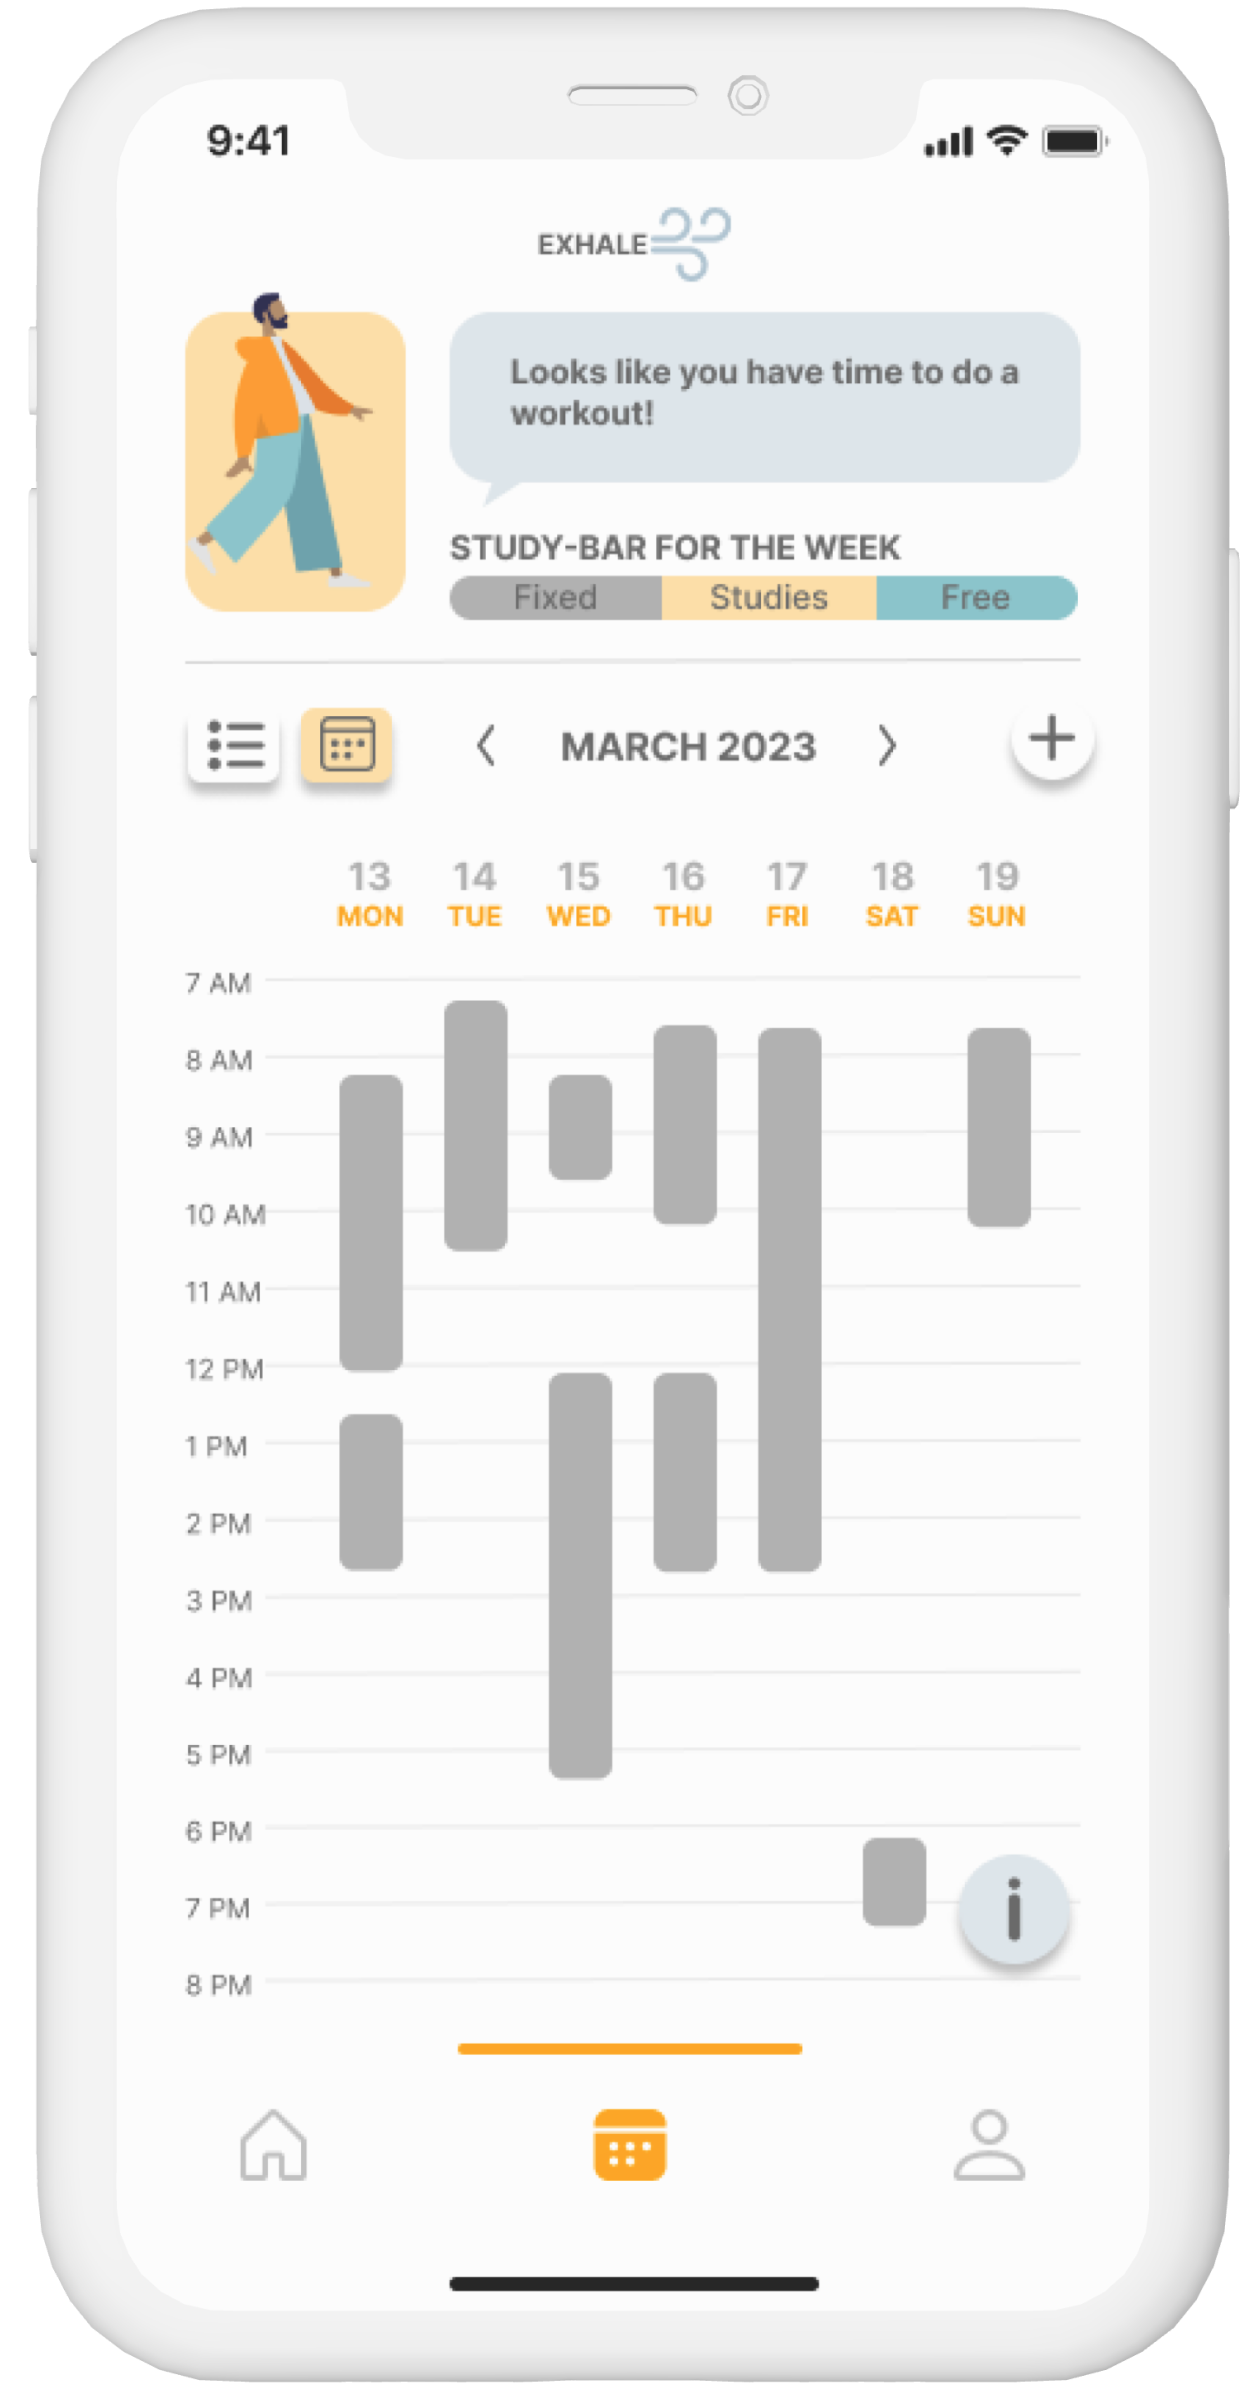 9:41
EXHALE
Looks like you have time to do a
workout!
STUDY-BAR FOR THE WEEK
Fixed Studies Free
MARCH 2023
13 14 15 16 17 18 19
MON TUE WED THU FRI SAT SUN
7 AM
8 AM
9 AM
10 AM
11 AM
12 PM
1 PM
2 PM
3 PM
4 PM
5 PM
6 PM
7 PM
8 PM